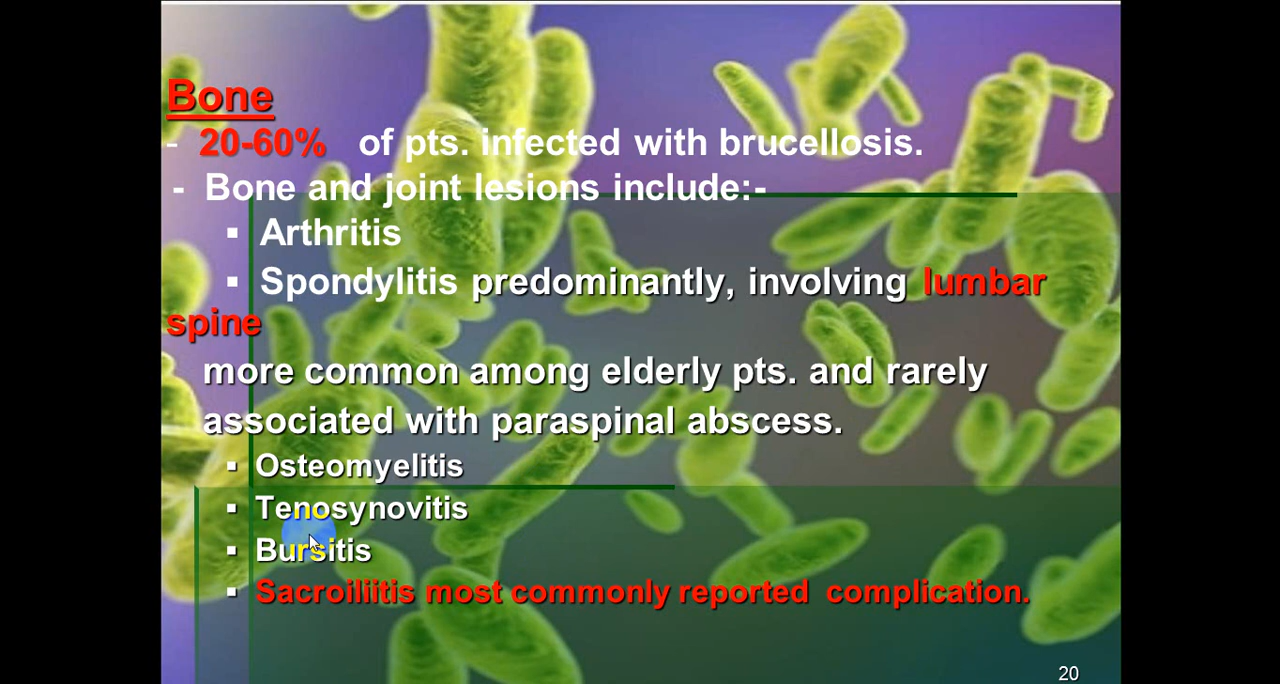 Bone
- 20-60% of pts. infected with brucellosis.
- Bone and joint lesions include:-
▪ Arthritis
▪ Spondylitis predominantly, involving lumbar
spine
more common among elderly pts. and rarely
associated with paraspinal abscess.
▪ Osteomyelitis
▪ Tenosynovitis
▪ Bursitis
▪ Sacroiliitis most commonly reported complication.
20